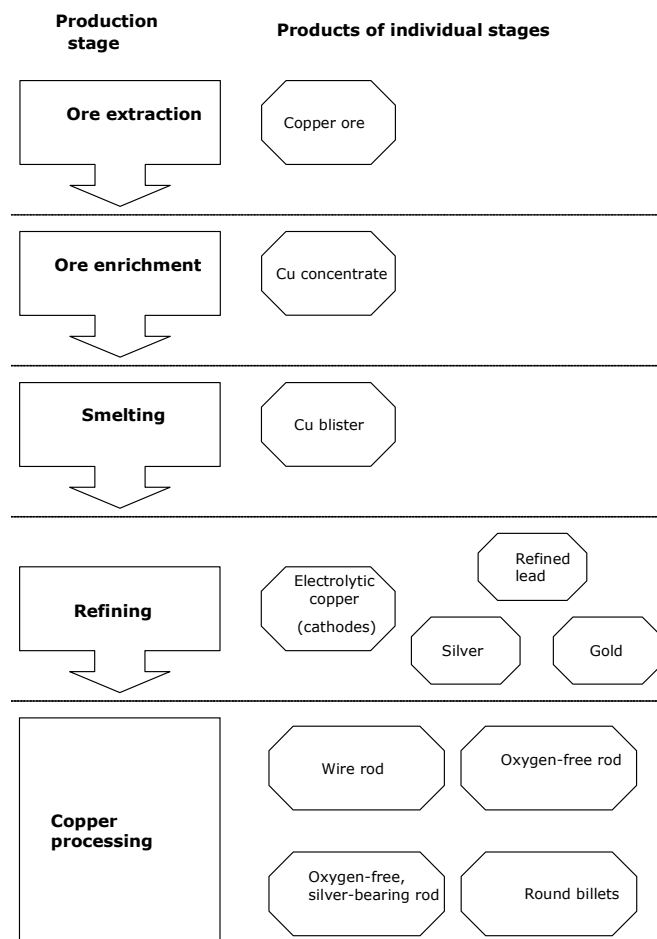 Production
stage
Products of individual stages
Ore extraction
Copper ore
Ore enrichment
Cu concentrate
Smelting
Cu blister
Refining
Electrolytic
copper
(cathodes)
Refined
lead
Silver
Gold
Copper
processing
Wire rod
Oxygen-free rod
Oxygen-free,
silver-bearing rod
Round billets